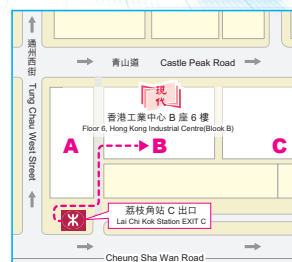 通州西街 Tung Chau West Street
青山道 Castle Peak Road
現代
香港工業中心 B 座 6 樓
Floor 6, Hong Kong Industrial Centre(Block B)
A B C
荔枝角站 C 出口
Lai Chi Kok Station EXIT C
Cheung Sha Wan Road